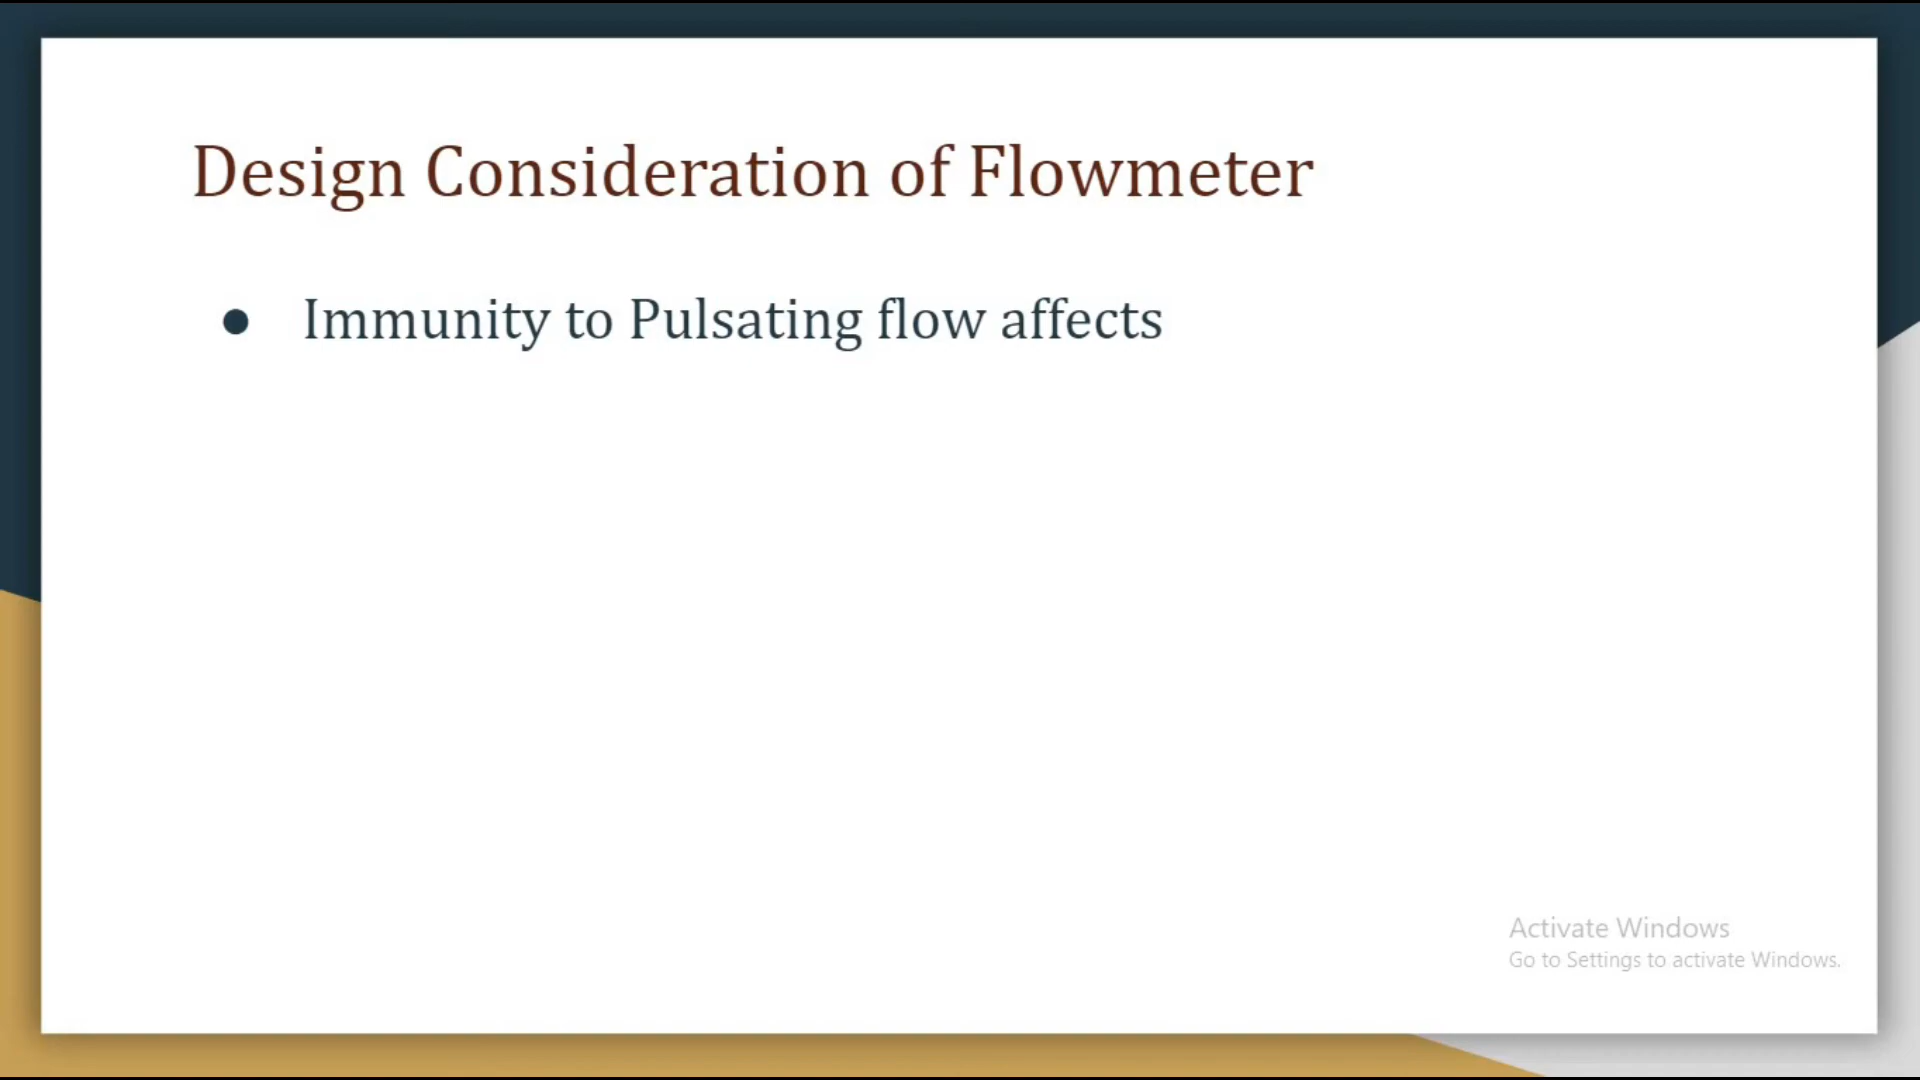 Design Consideration of Flowmeter
● Immunity to Pulsating flow affects
Activate Windows
Go to Settings to activate Windows.